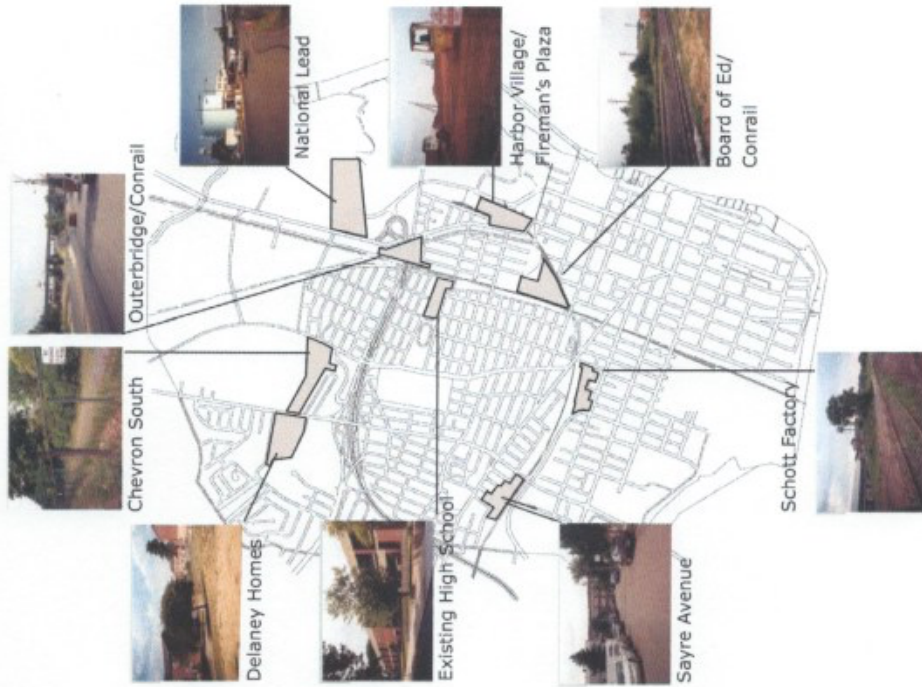 Delaney Homes
Chevron South
Outerbridge/Conrail
National Lead
Existing High School
Harbor Village/
Fireman's Plaza
Sayre Avenue
Schott Factory
Board of Ed/
Conrail